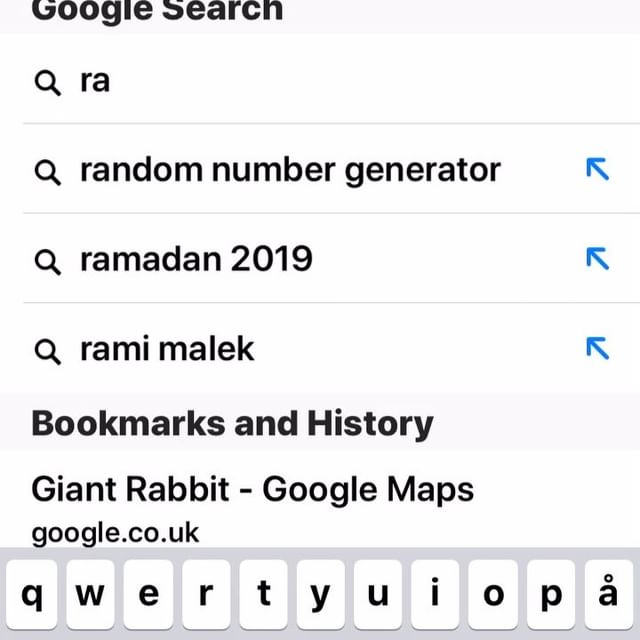 Google Search
ra
random number generator
ramadan 2019
rami malek
Bookmarks and History
Giant Rabbit - Google Maps
google.co.uk
q w e r t y u i o p å